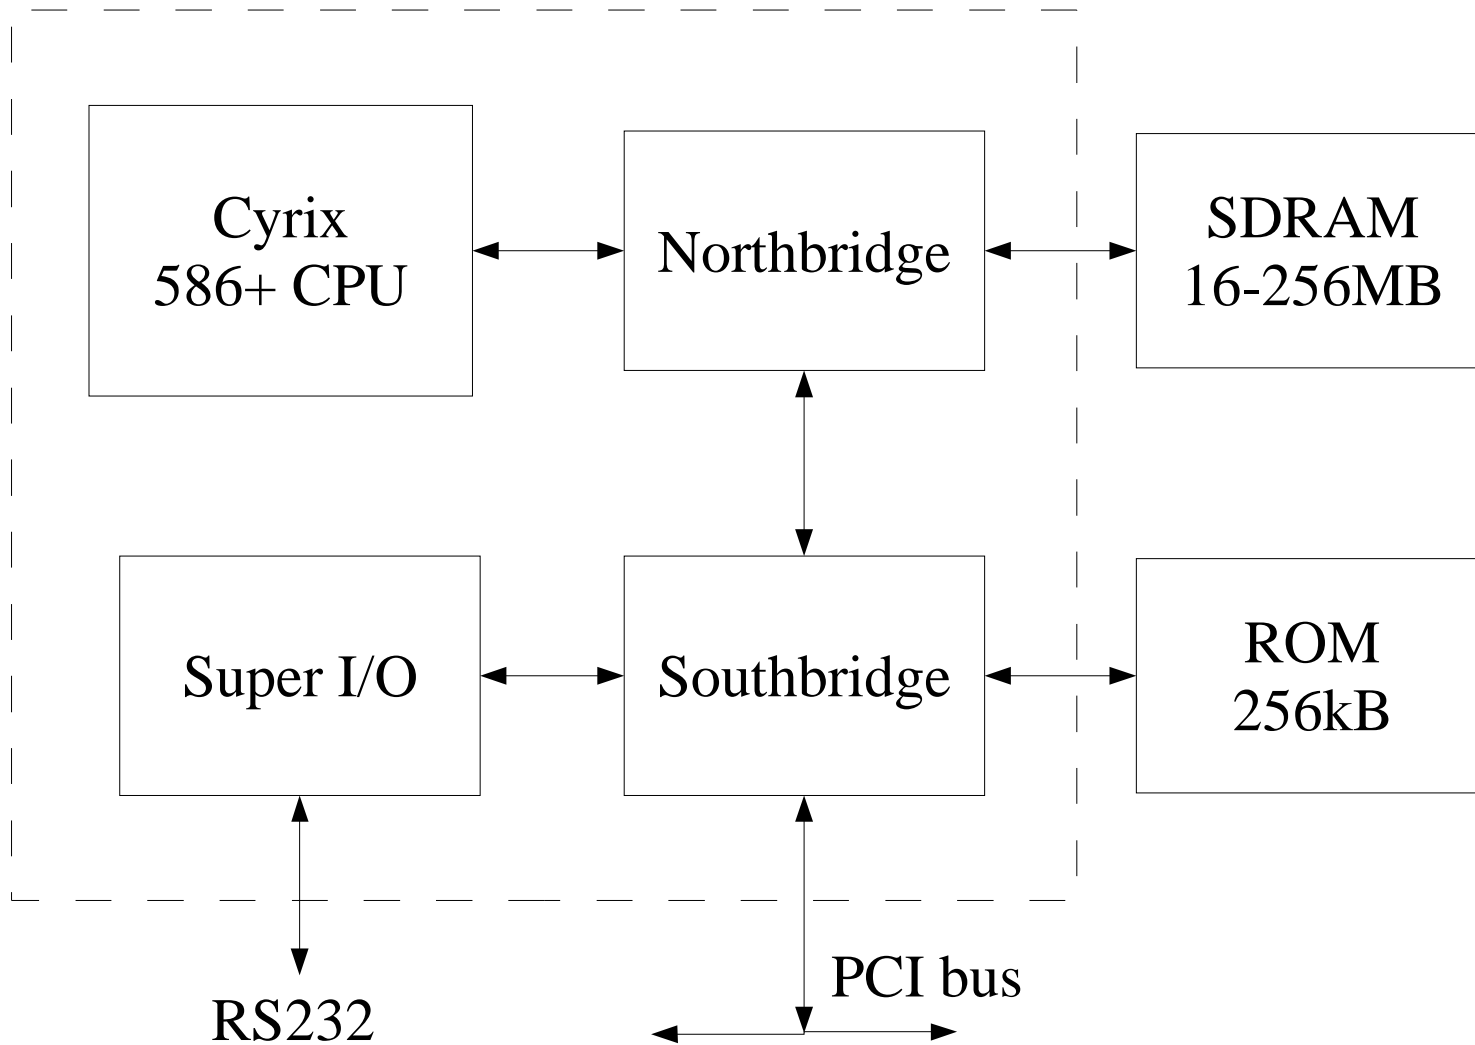 Cyrix
586+ CPU
Northbridge
SDRAM
16-256MB
Super I/O
Southbridge
ROM
256kB
RS232
PCI bus